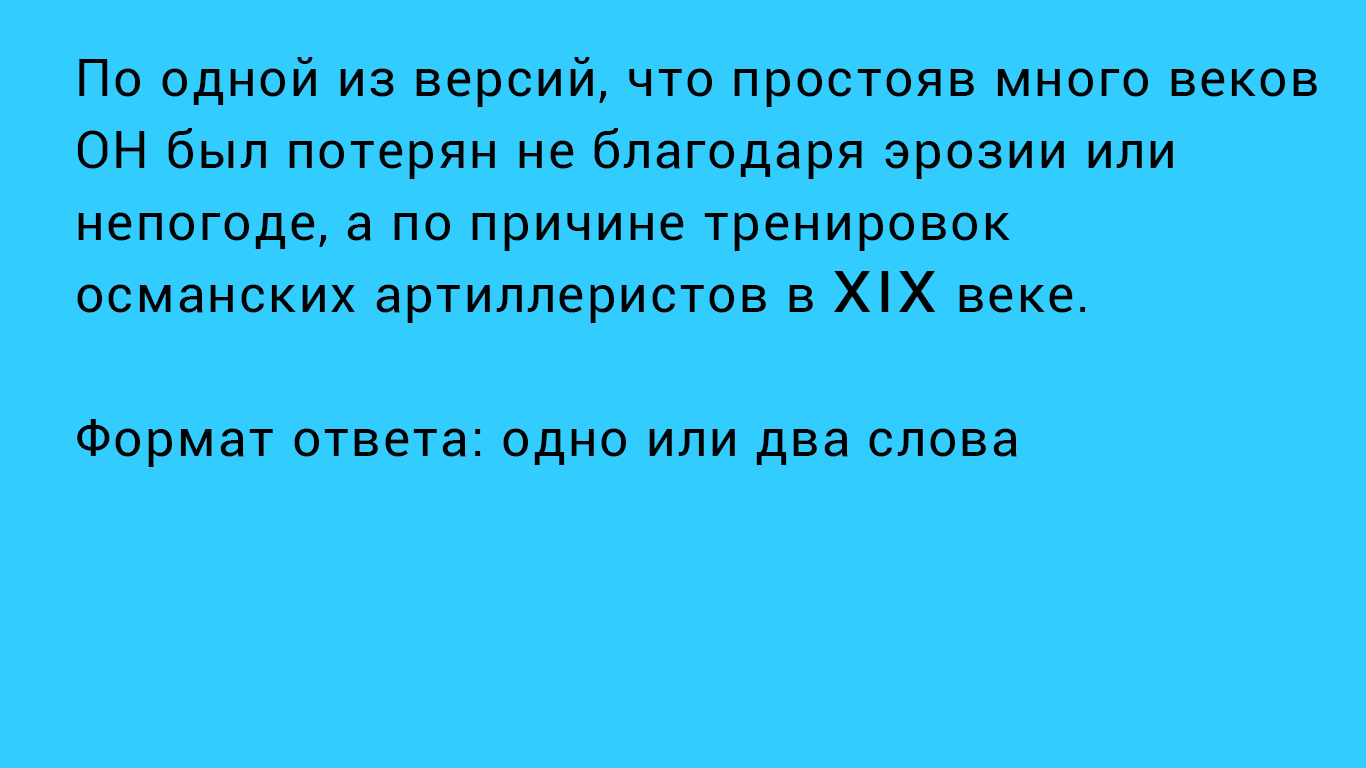 По одной из версий, что простояв много веков
ОН был потерян не благодаря эрозии или
непогоде, а по причине тренировок
османских артиллеристов в XIX веке.
Формат ответа: одно или два слова